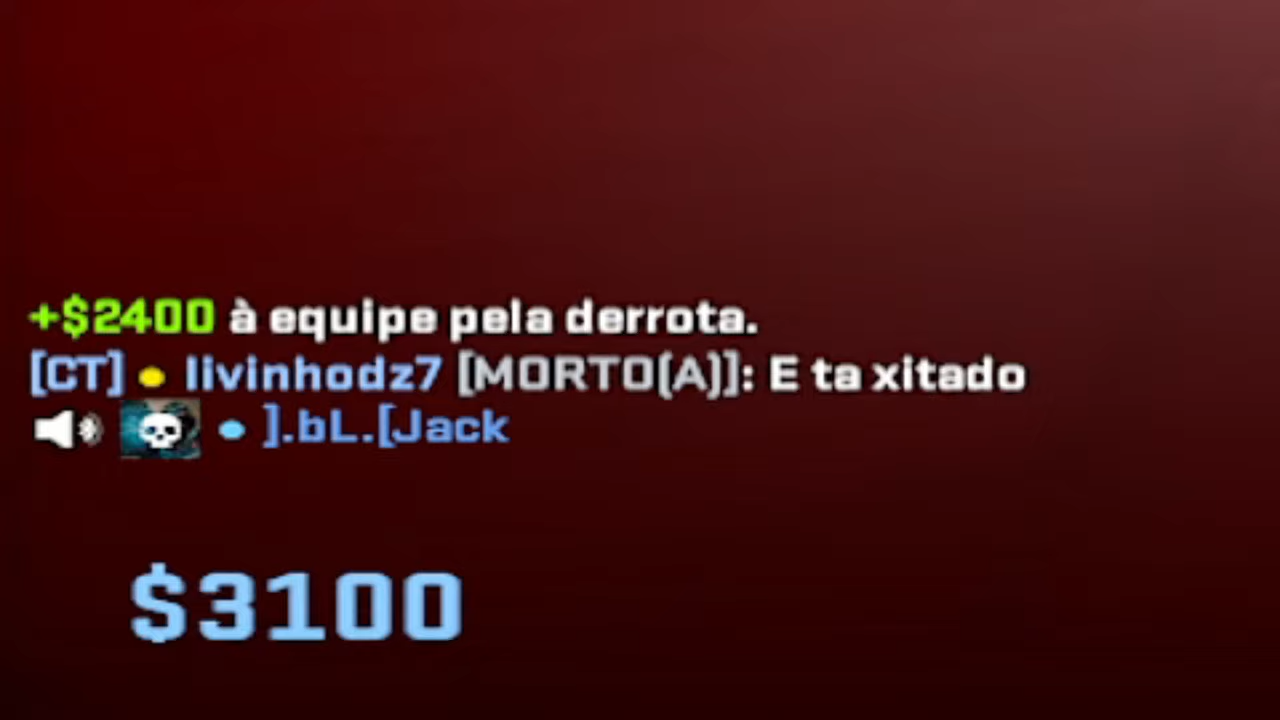 +$2400 à equipe pela derrota.
[CT] livinhodz7 [MORTO(A)]: E ta xitado
].bL.[Jack
$3100